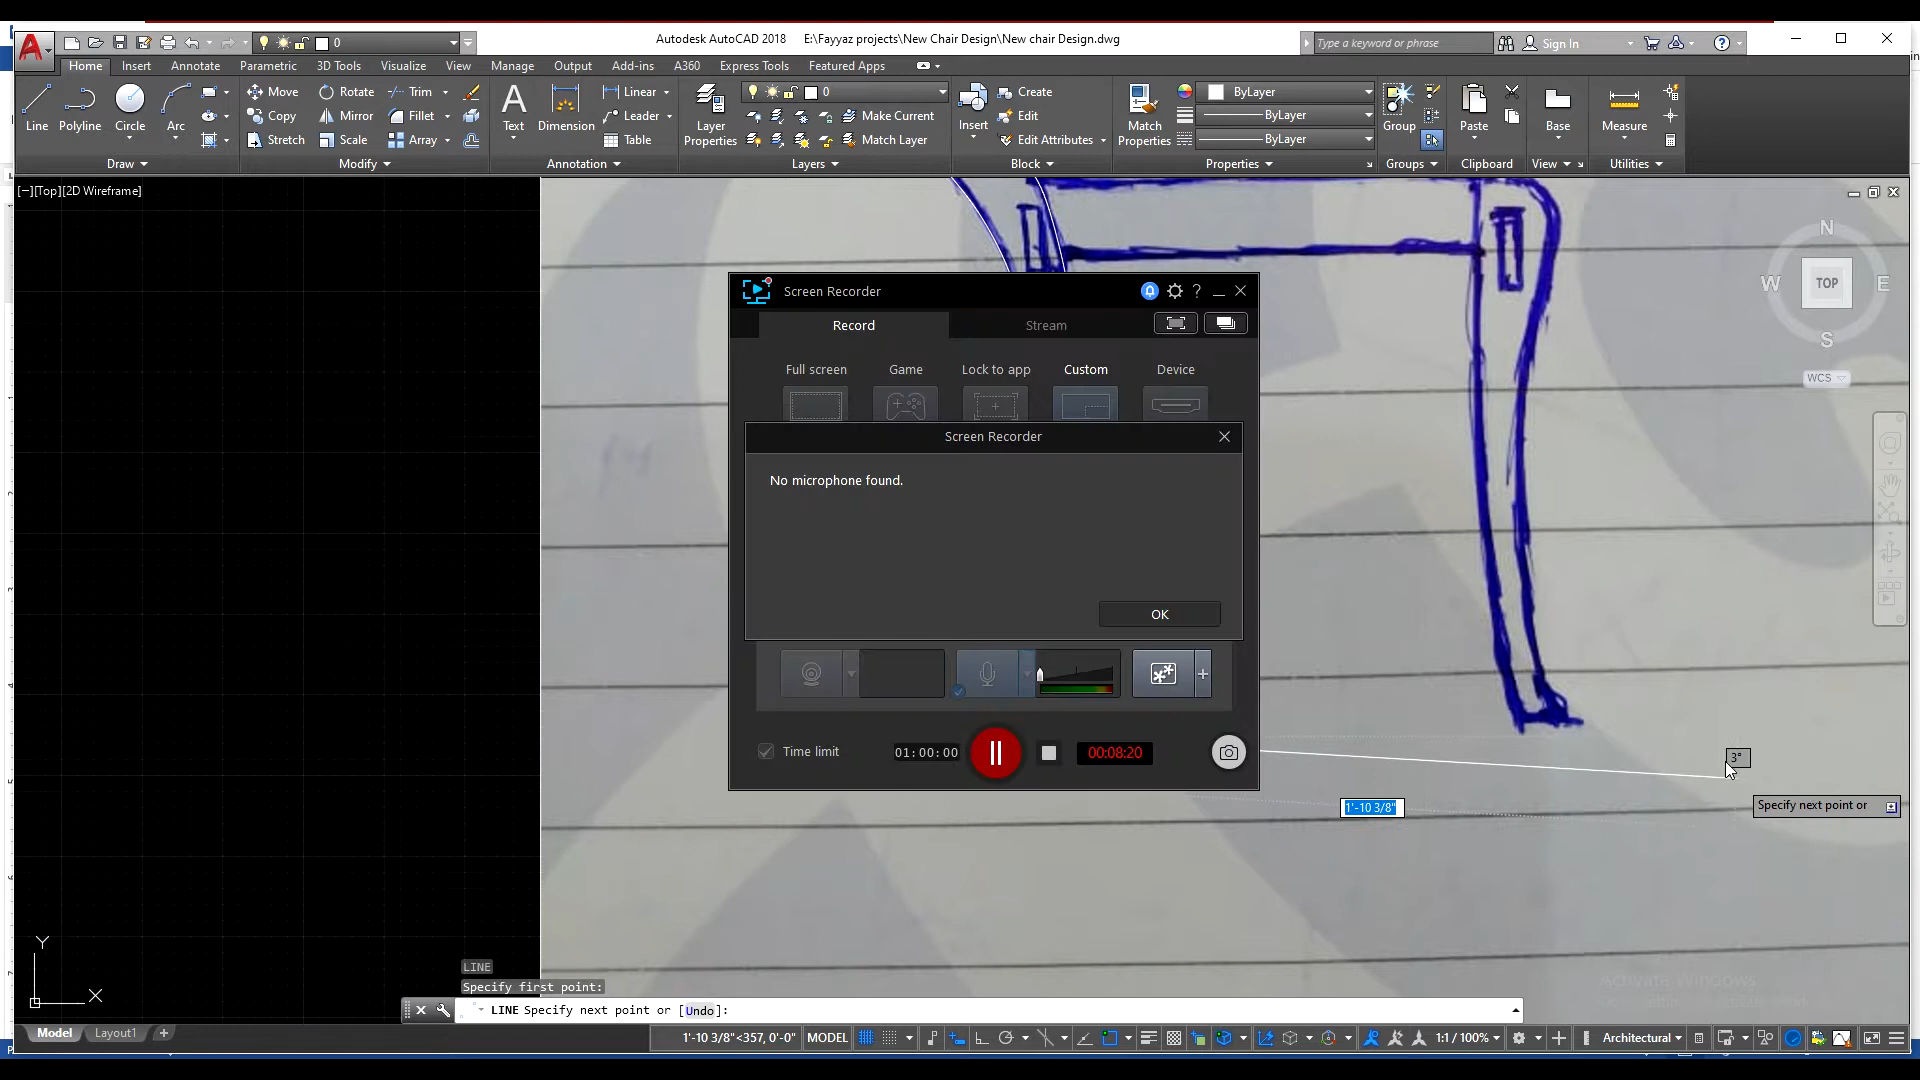 0
Autodesk AutoCAD 2018 E:\Fayyaz projects\New Chair Design\New chair Design.dwg
Type a keyword or phrase
Sign In
Home Insert Annotate Parametric 3D Tools Visualize View Manage Output Add-ins A360 Express Tools Featured Apps
Line Polyline Circle Arc
Move Rotate Trim
Copy Mirror Fillet
Stretch Scale Array
Text Dimension
Linear
Leader
Table
Layer Properties
0
Make Current
Match Layer
Insert
Create
Edit
Edit Attributes
Match Properties
ByLayer
ByLayer
ByLayer
Group
Paste
Base
Measure
Draw Modify Annotation Layers Block Properties Groups Clipboard View Utilities
[−][Top][2D Wireframe]
N
W TOP E
S
WCS
Screen Recorder
Record Stream
Full screen Game Lock to app Custom Device
Screen Recorder
No microphone found.
OK
Time limit 01:00:00 00:08:20
3°
1'-10 3/8"
Specify next point or
Y
X
LINE
Specify first point:
LINE Specify next point or [Undo]:
Activate Windows
Model Layout1
1'-10 3/8"<357, 0'-0" MODEL 1:1 / 100% Architectural